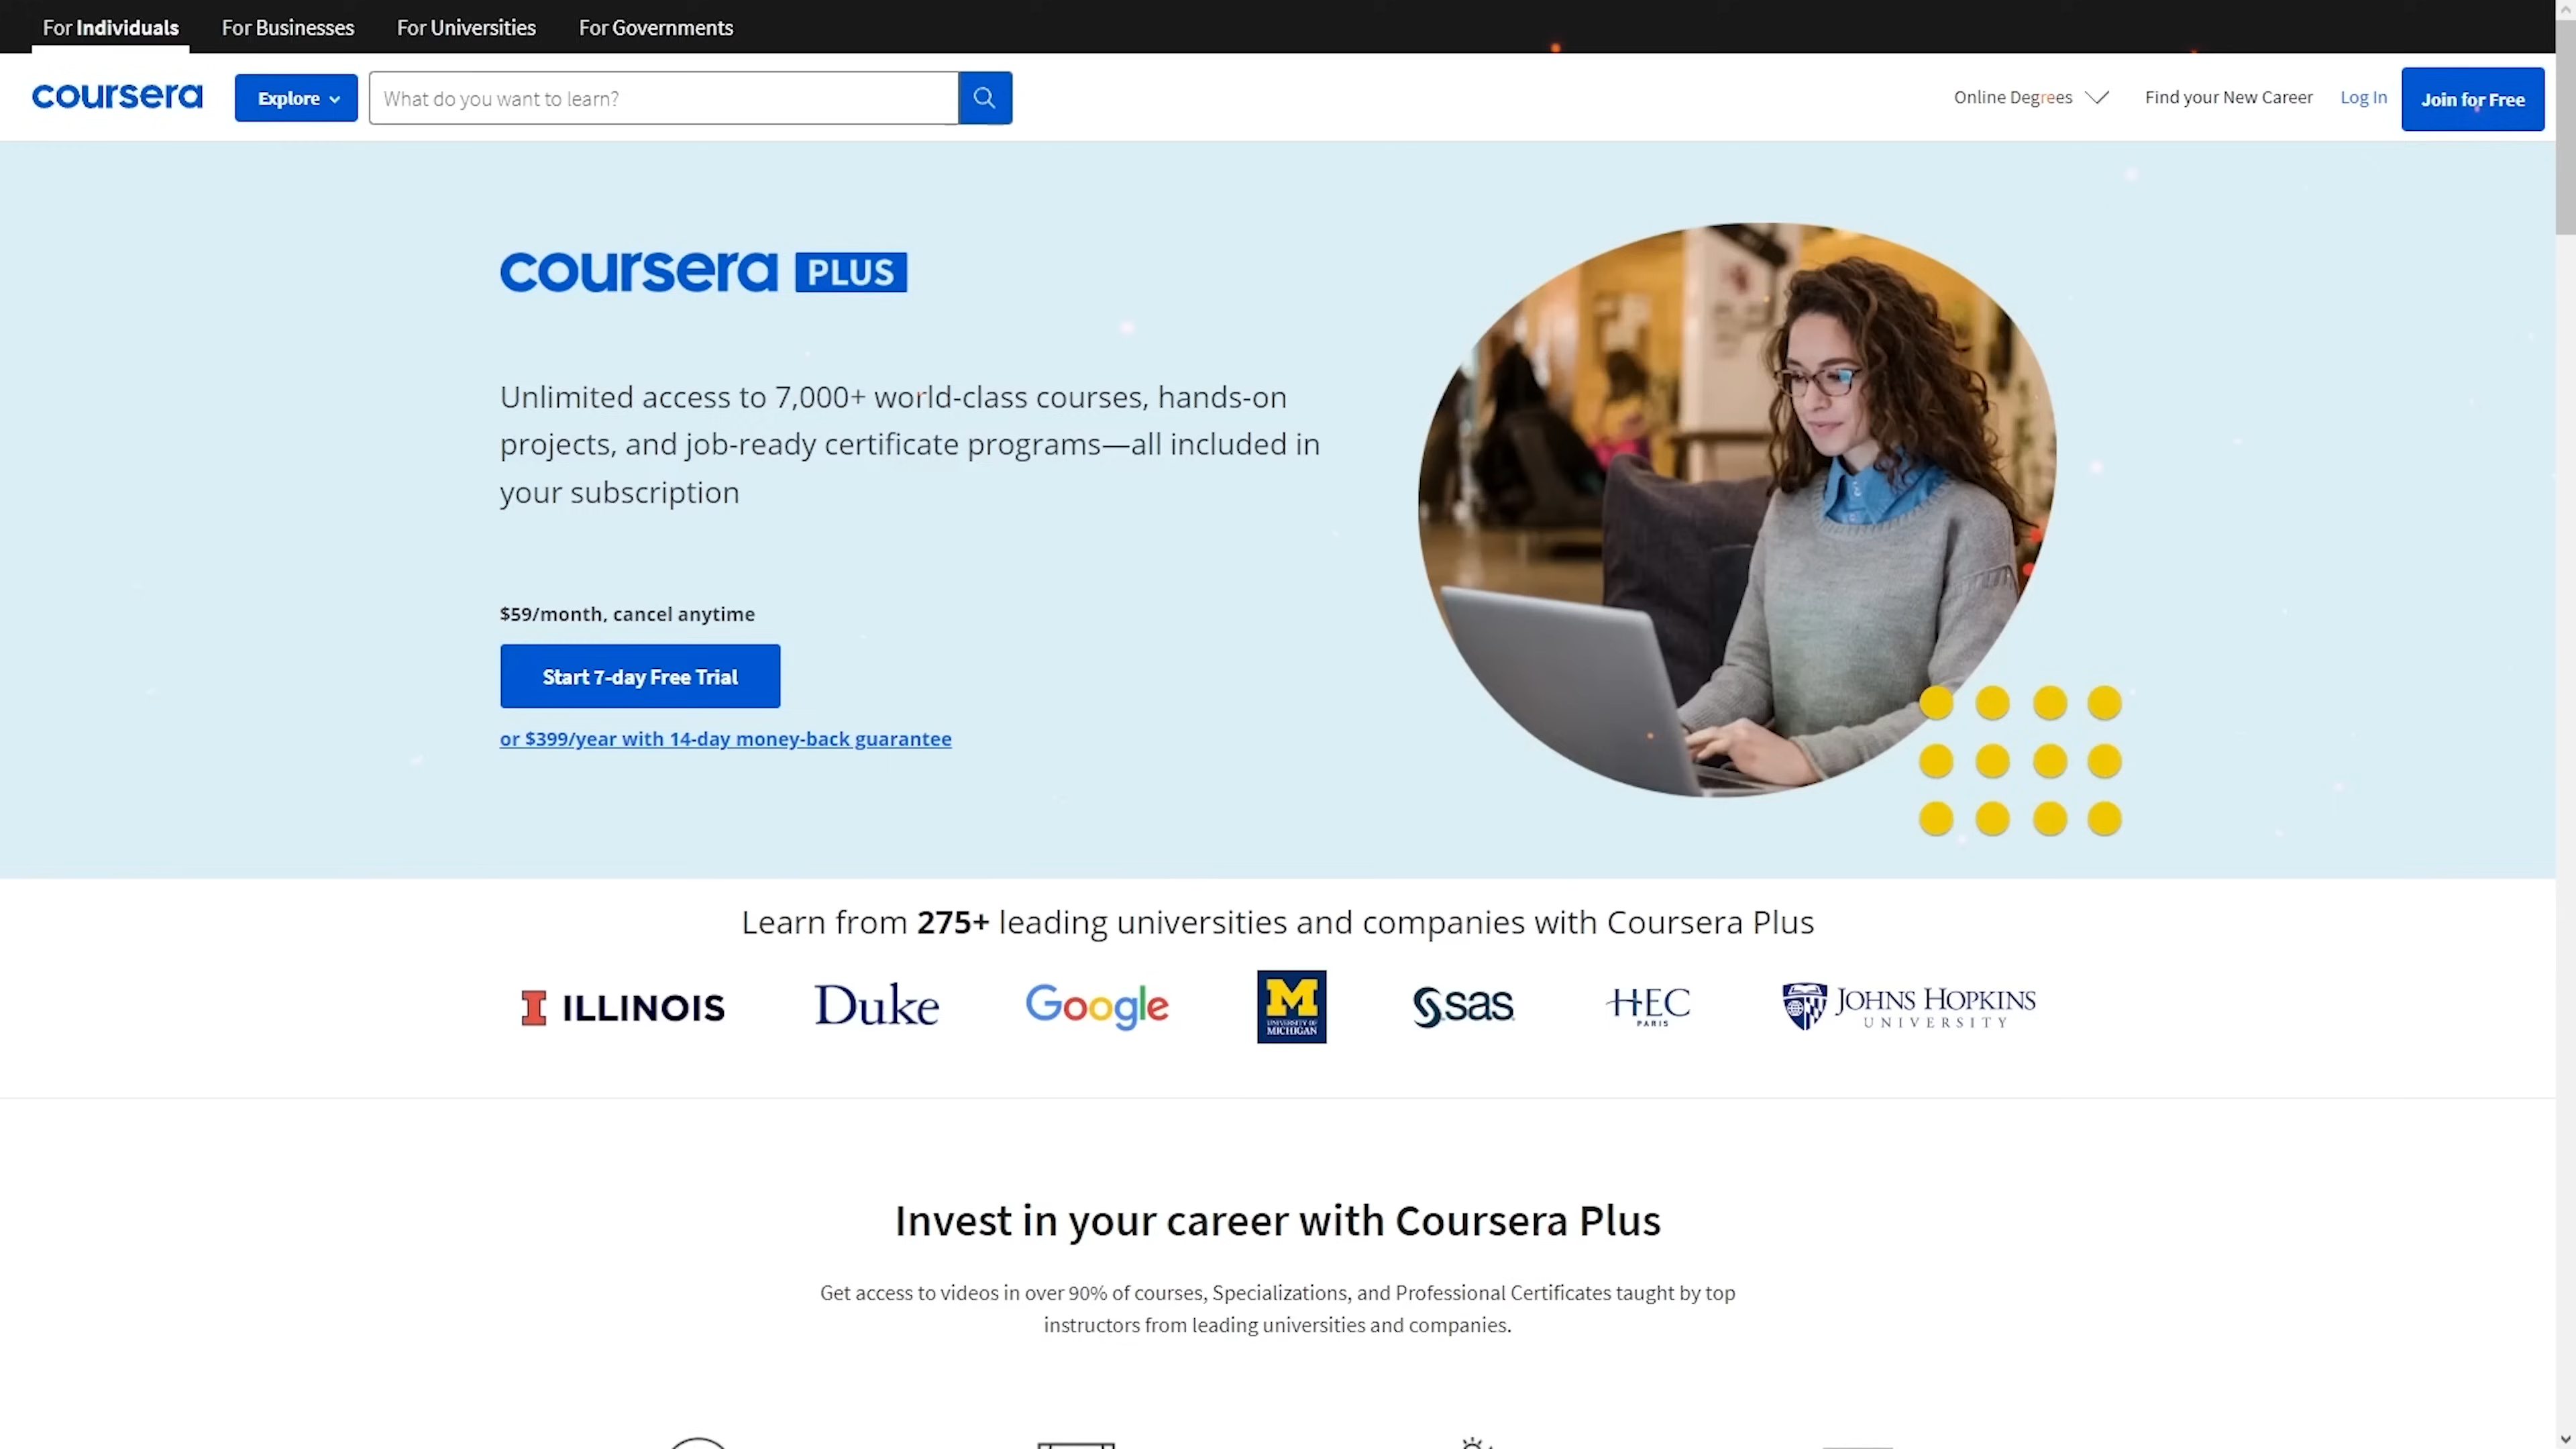 For Individuals For Businesses For Universities For Governments
coursera Explore What do you want to learn? Online Degrees Find your New Career Log In Join for Free
coursera PLUS
Unlimited access to 7,000+ world-class courses, hands-on
projects, and job-ready certificate programs—all included in
your subscription
$59/month, cancel anytime
Start 7-day Free Trial
or $399/year with 14-day money-back guarantee
Learn from 275+ leading universities and companies with Coursera Plus
I ILLINOIS
Duke
Google
M
UNIVERSITY OF
MICHIGAN
sas
HEC
PARIS
JOHNS HOPKINS
UNIVERSITY
Invest in your career with Coursera Plus
Get access to videos in over 90% of courses, Specializations, and Professional Certificates taught by top
instructors from leading universities and companies.